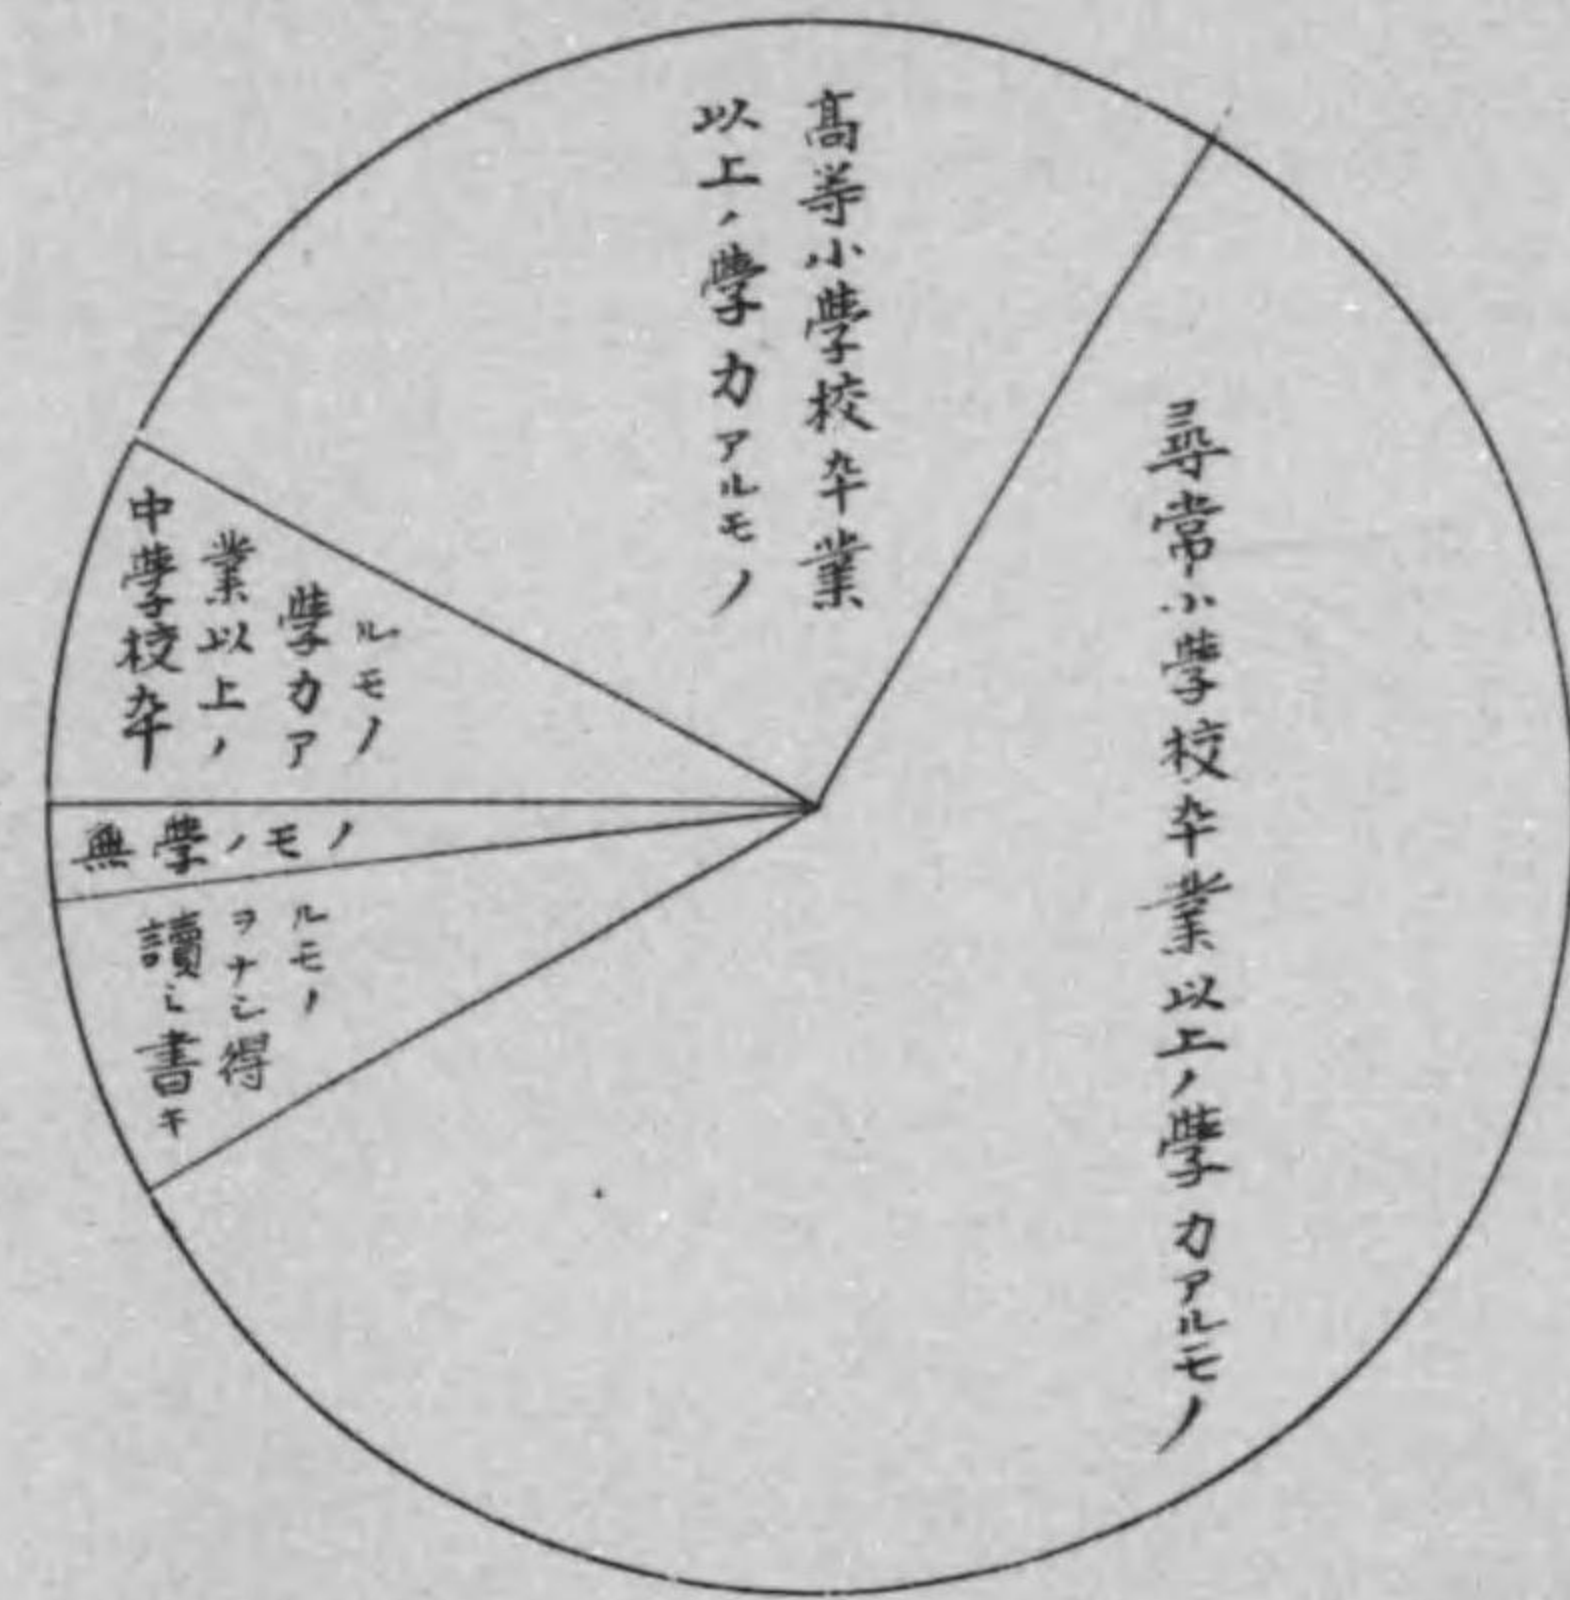 尋常小學校卒業以上ノ學力アルモノ
高等小學校卒業
以上ノ學力アルモノ
中學校卒
業以上ノ
學力ア
ルモノ
無學ノモノ
讀ミ書キ
ヲナシ得
ルモノ